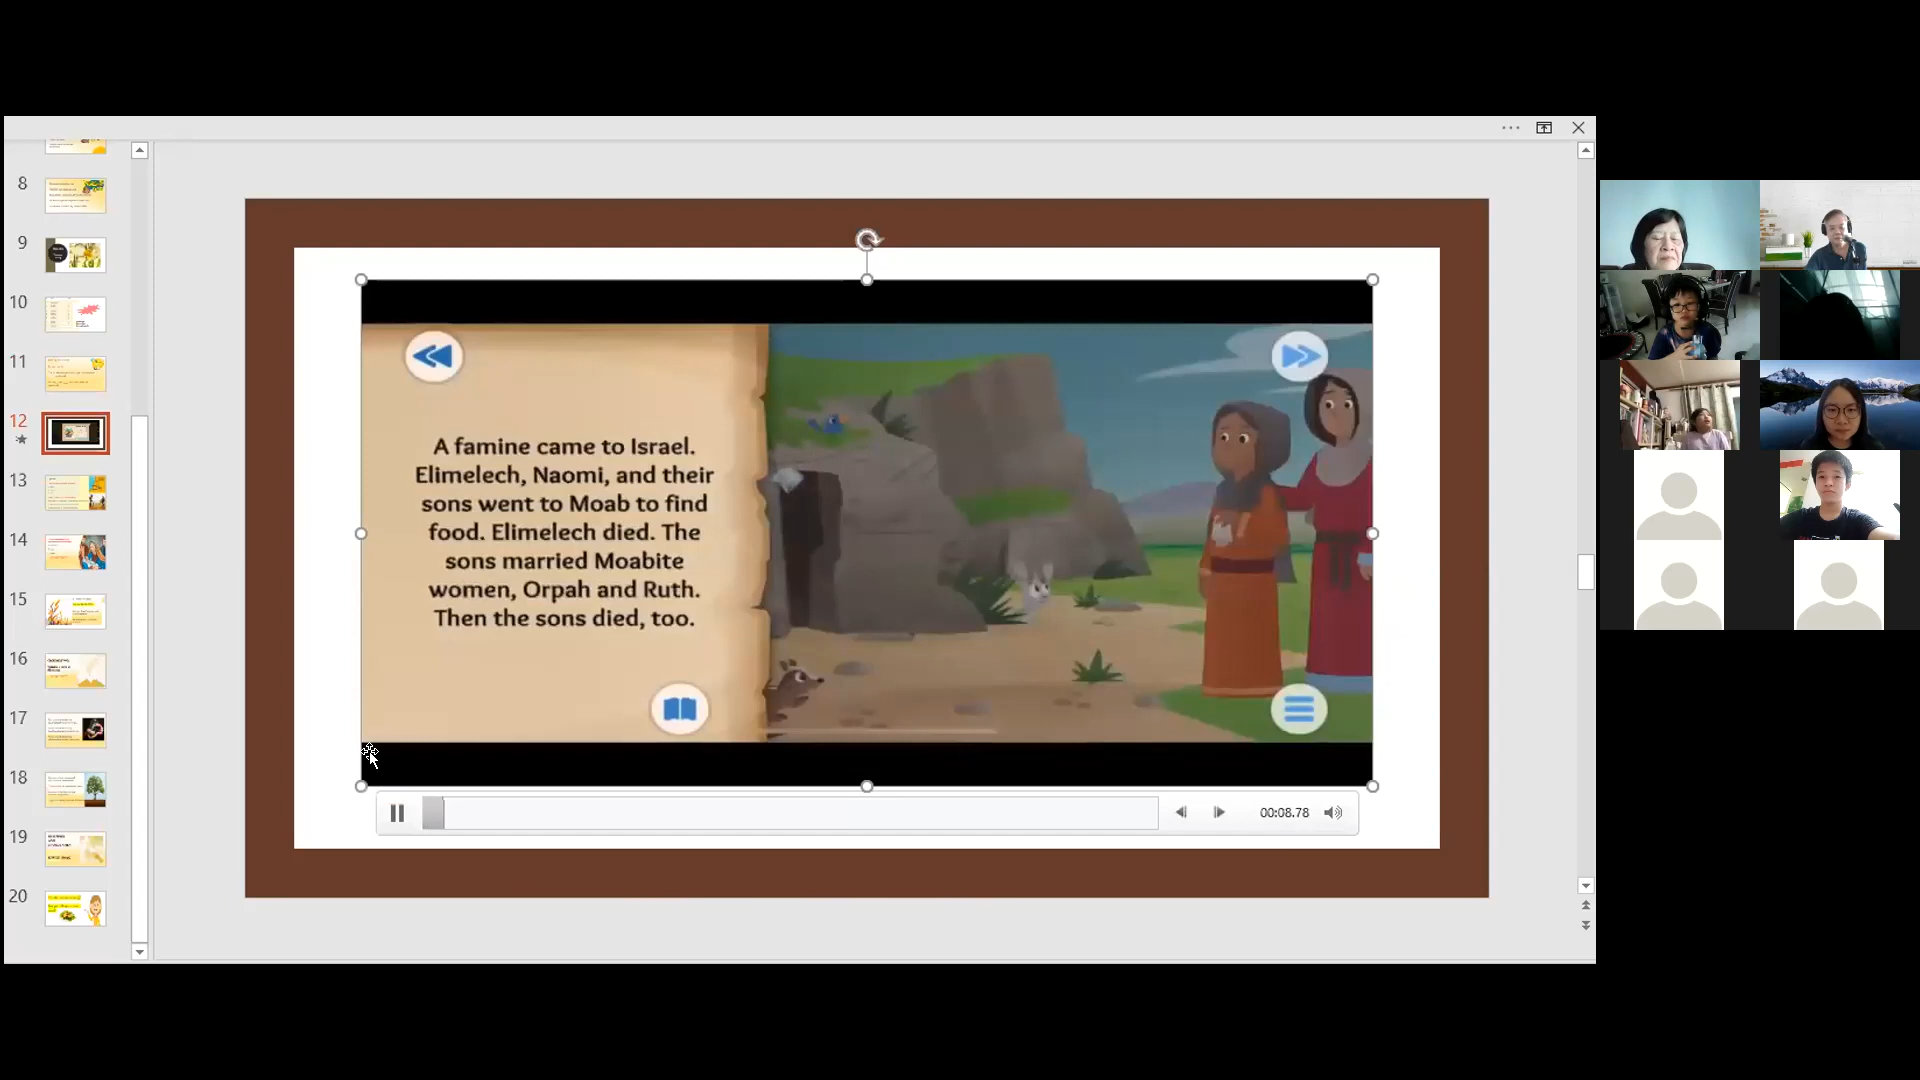 8
9
10
11
12
13
14
15
16
17
18
19
20
A famine came to Israel.
Elimelech, Naomi, and their
sons went to Moab to find
food. Elimelech died. The
sons married Moabite
women, Orpah and Ruth.
Then the sons died, too.
00:08.78